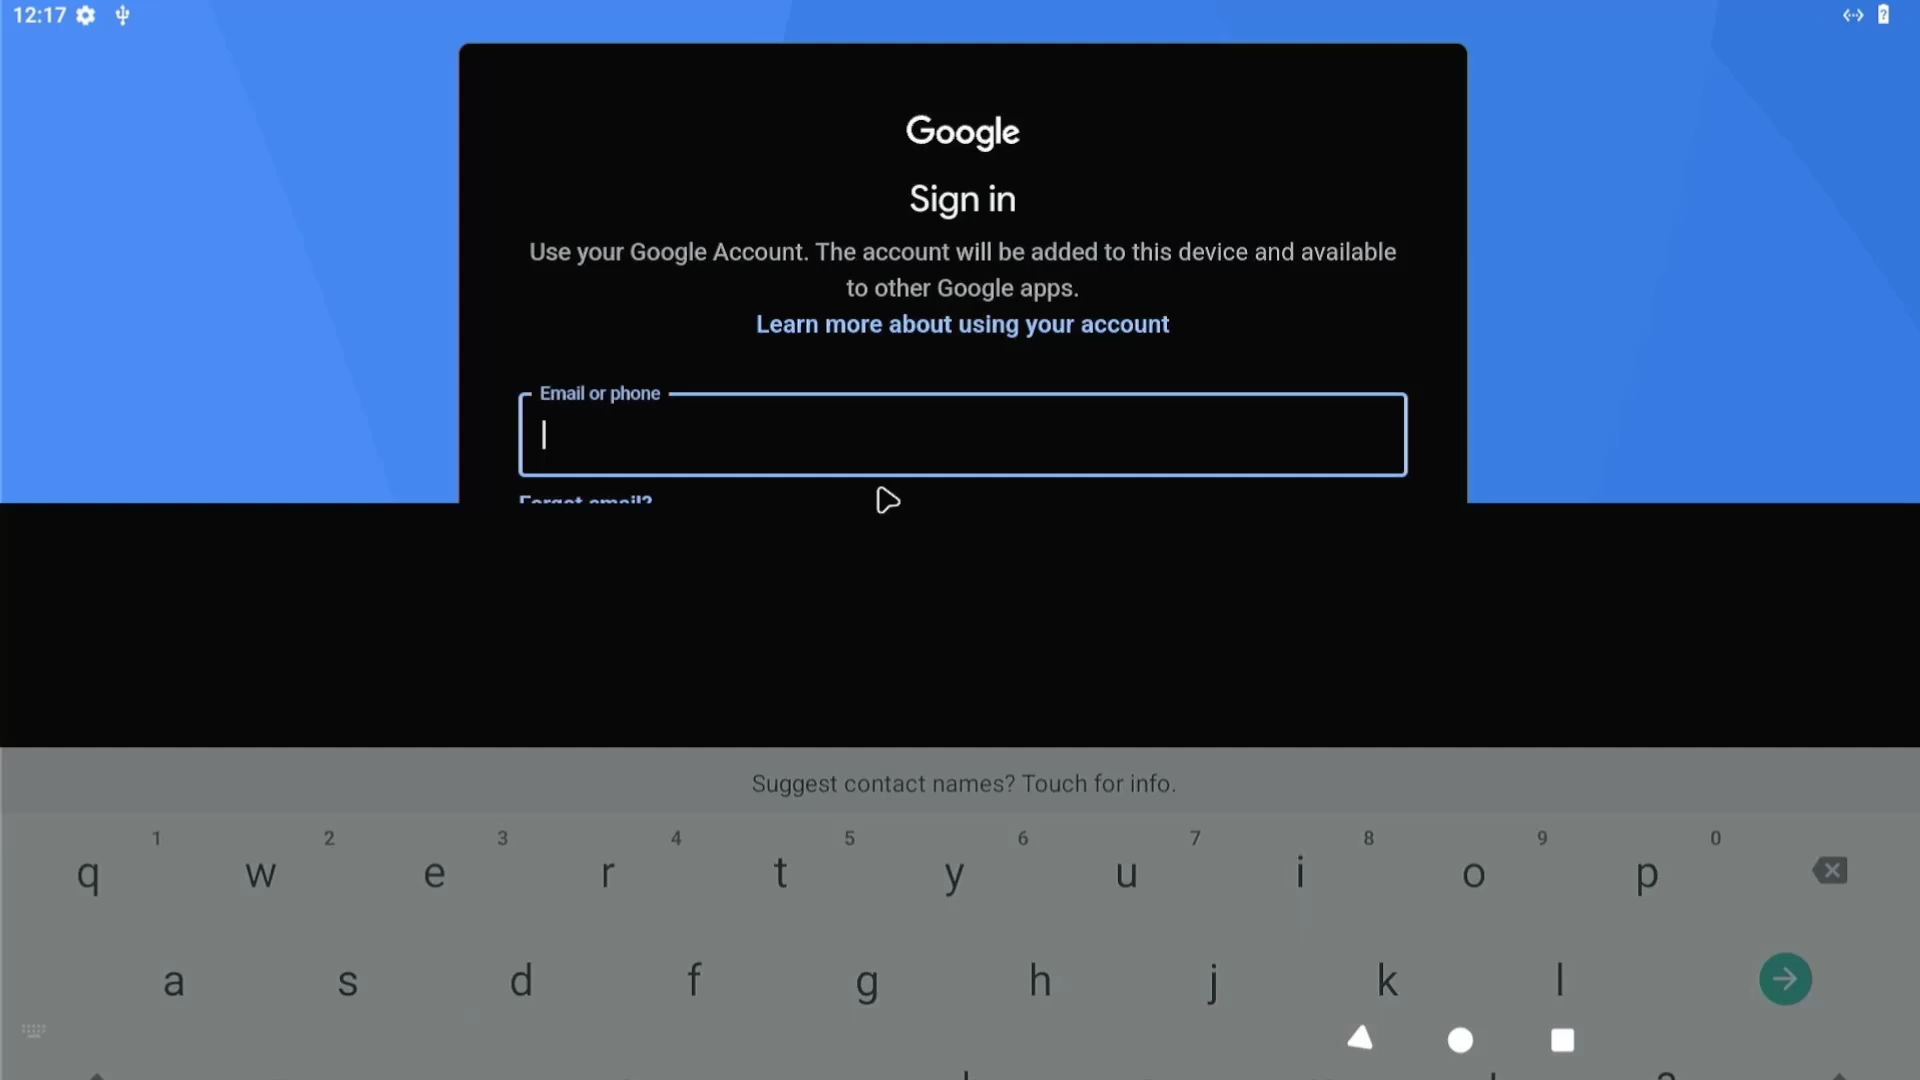 12:17
Google
Sign in
Use your Google Account. The account will be added to this device and available
to other Google apps.
Learn more about using your account
Email or phone
Forgot email?
Suggest contact names? Touch for info.
1 2 3 4 5 6 7 8 9 0
q w e r t y u i o p
a s d f g h j k l